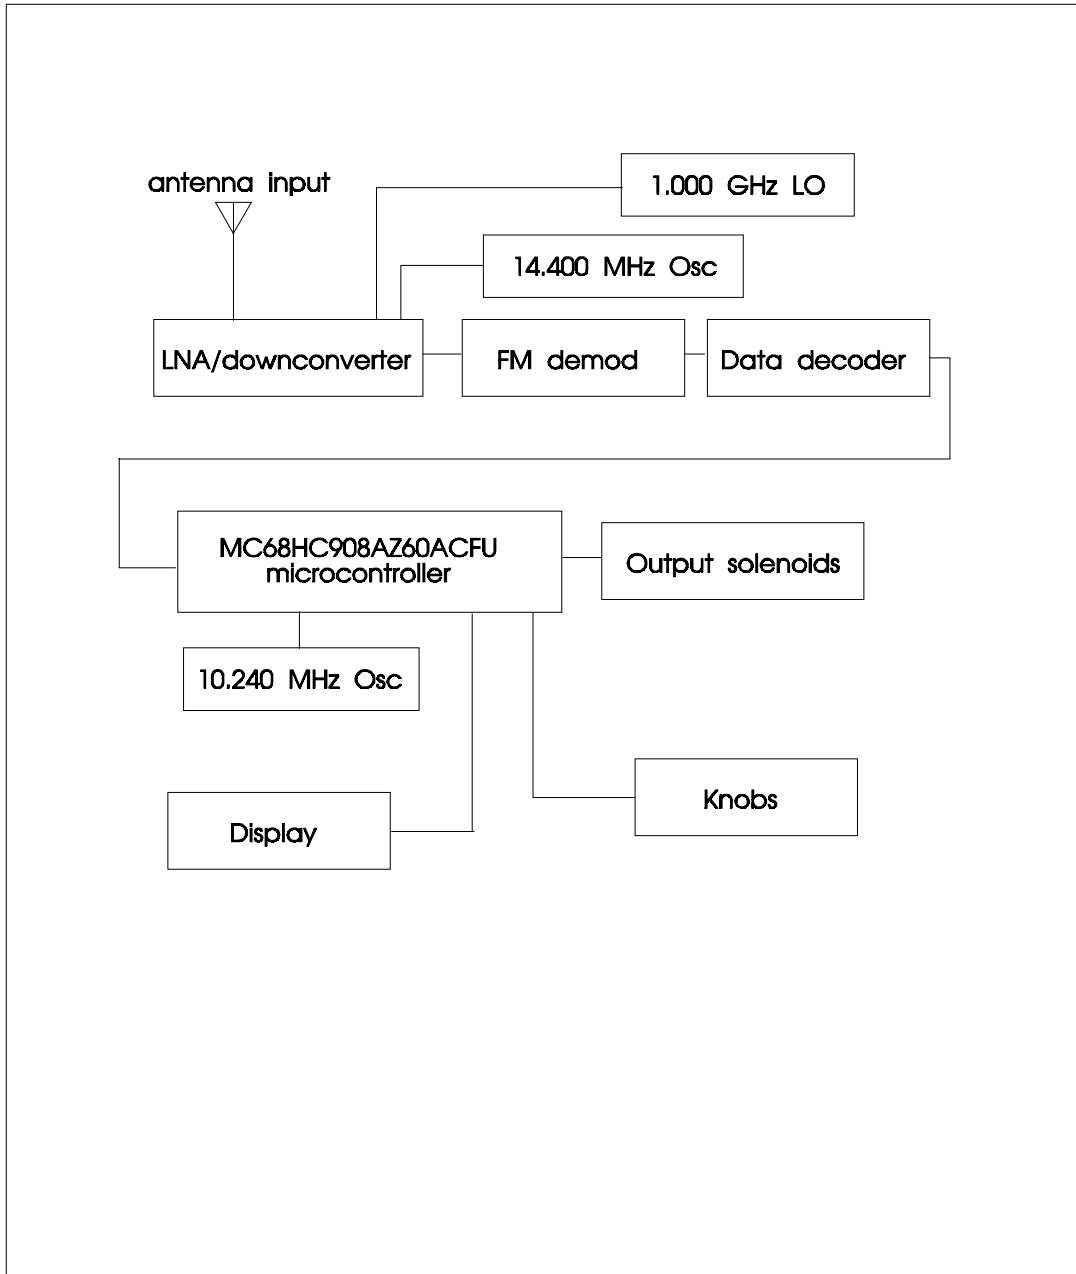 antenna input
1.000 GHz LO
14.400 MHz Osc
LNA/downconverter
FM demod
Data decoder
MC68HC908AZ60ACFU
microcontroller
Output solenoids
10.240 MHz Osc
Knobs
Display